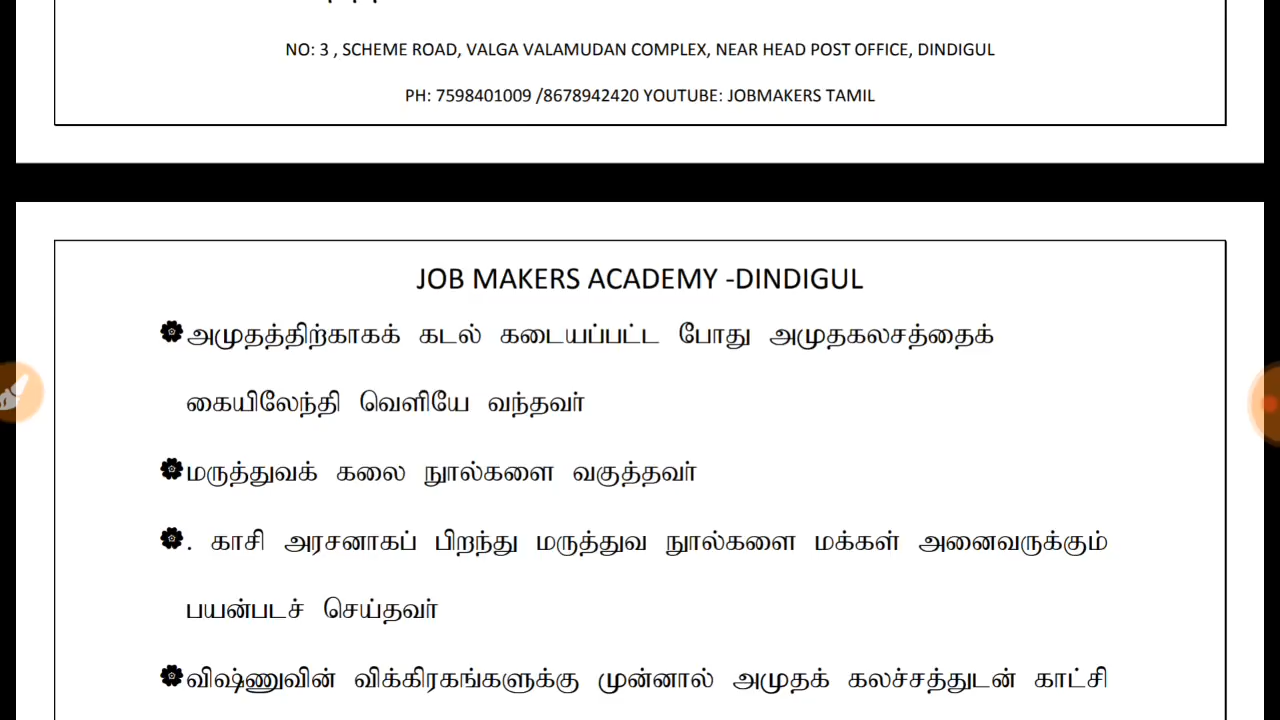 NO: 3 , SCHEME ROAD, VALGA VALAMUDAN COMPLEX, NEAR HEAD POST OFFICE, DINDIGUL
PH: 7598401009 /8678942420 YOUTUBE: JOBMAKERS TAMIL
JOB MAKERS ACADEMY -DINDIGUL
அமுதத்திற்காகக் கடல் கடையப்பட்ட போது அமுதகலசத்தைக்
கையிலேந்தி வெளியே வந்தவர்
மருத்துவக் கலை நூல்களை வகுத்தவர்
. காசி அரசனாகப் பிறந்து மருத்துவ நூல்களை மக்கள் அனைவருக்கும்
பயன்படச் செய்தவர்
விஷ்ணுவின் விக்கிரகங்களுக்கு முன்னால் அமுதக் கலச்சத்துடன் காட்சி